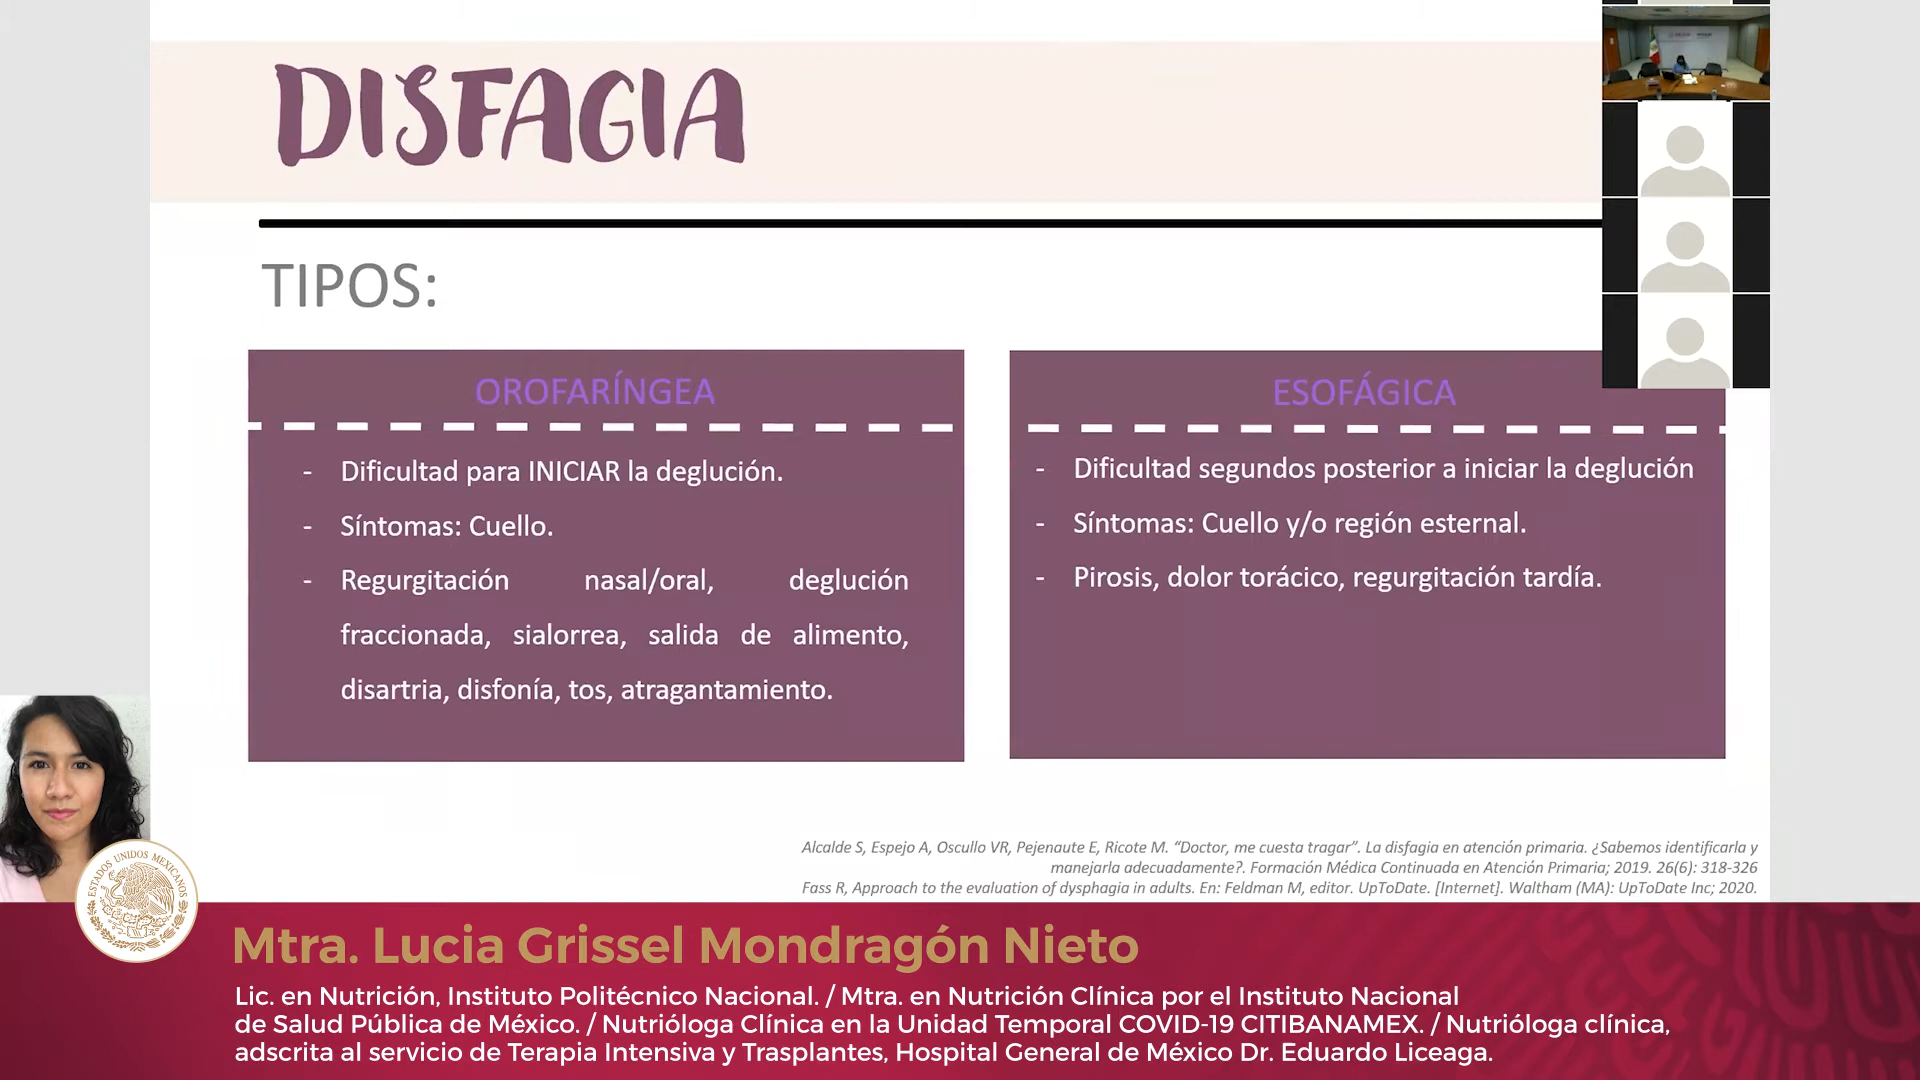 DISFAGIA
TIPOS:
OROFARÍNGEA
- Dificultad para INICIAR la deglución.
- Síntomas: Cuello.
- Regurgitación nasal/oral, deglución
fraccionada, sialorrea, salida de alimento,
disartria, disfonía, tos, atragantamiento.
ESOFÁGICA
- Dificultad segundos posterior a iniciar la deglución
- Síntomas: Cuello y/o región esternal.
- Pirosis, dolor torácico, regurgitación tardía.
Alcalde S, Espejo A, Oscullo VR, Pejenaute E, Ricote M. “Doctor, me cuesta tragar”. La disfagia en atención primaria. ¿Sabemos identificarla y
manejarla adecuadamente?. Formación Médica Continuada en Atención Primaria; 2019. 26(6): 318-326
Fass R, Approach to the evaluation of dysphagia in adults. En: Feldman M, editor. UpToDate. [Internet]. Waltham (MA): UpToDate Inc; 2020.
ESTADOS UNIDOS MEXICANOS
Mtra. Lucia Grissel Mondragón Nieto
Lic. en Nutrición, Instituto Politécnico Nacional. / Mtra. en Nutrición Clínica por el Instituto Nacional
de Salud Pública de México. / Nutrióloga Clínica en la Unidad Temporal COVID-19 CITIBANAMEX. / Nutrióloga clínica,
adscrita al servicio de Terapia Intensiva y Trasplantes, Hospital General de México Dr. Eduardo Liceaga.